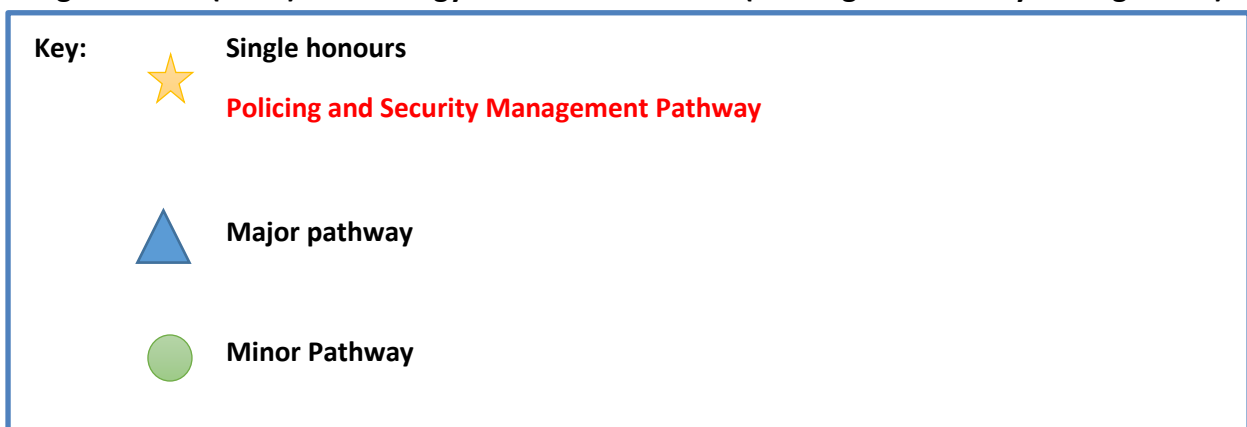 Key: Single honours
Policing and Security Management Pathway
Major pathway
Minor Pathway